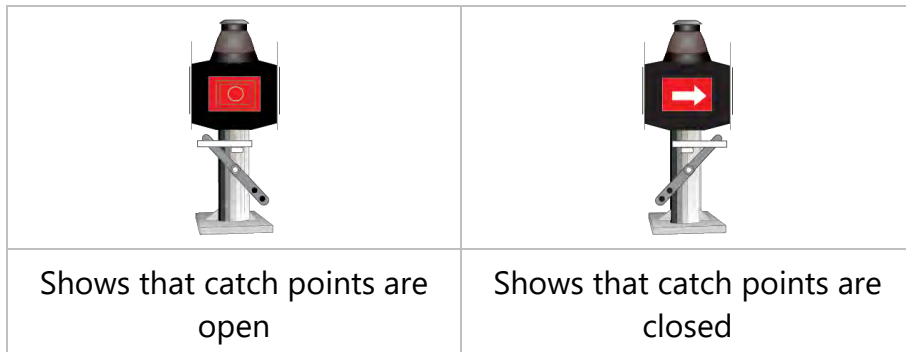 Shows that catch points are
open
Shows that catch points are
closed